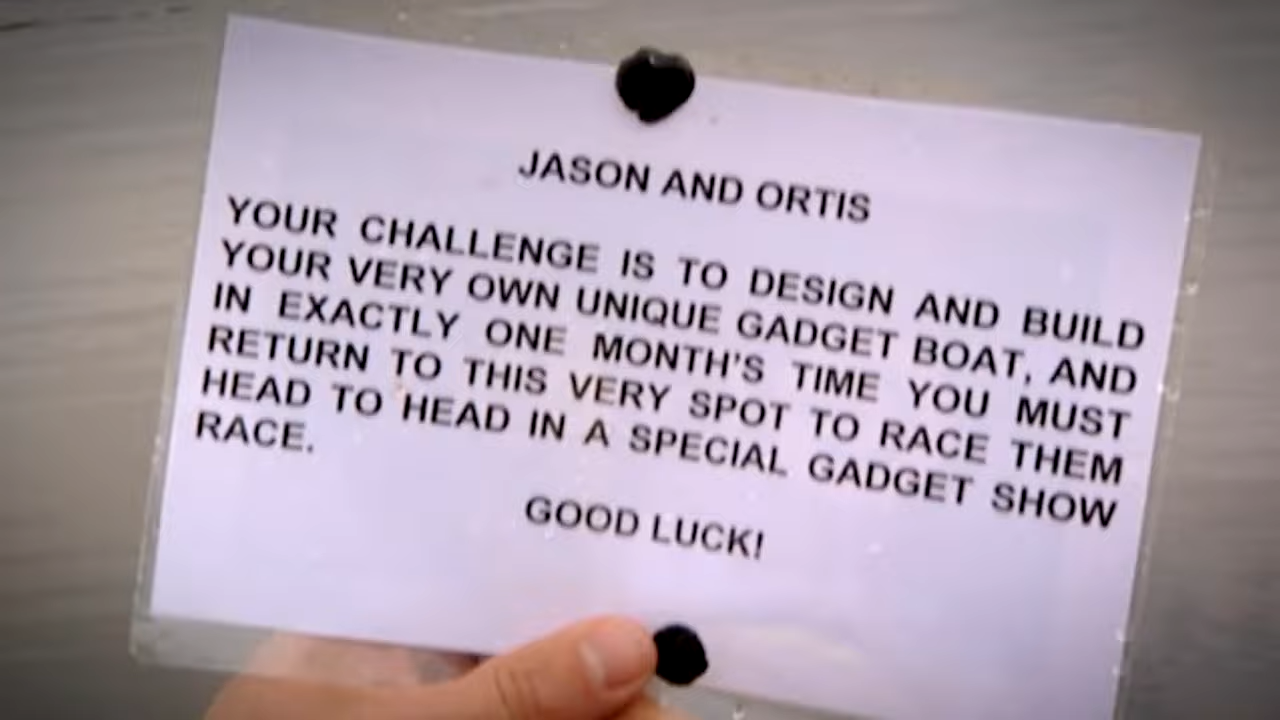 JASON AND ORTIS
YOUR CHALLENGE IS TO DESIGN AND BUILD
YOUR VERY OWN UNIQUE GADGET BOAT, AND
IN EXACTLY ONE MONTH'S TIME YOU MUST
RETURN TO THIS VERY SPOT TO RACE THEM
HEAD TO HEAD IN A SPECIAL GADGET SHOW
RACE.
GOOD LUCK!